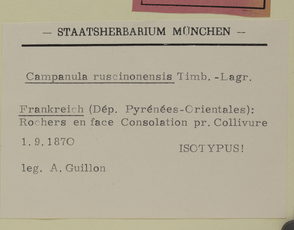 — STAATSHERBARIUM MÜNCHEN —
Campanula ruscinonensis Timb.-Lagr.
Frankreich (Dép. Pyrénées-Orientales):
Rochers en face Consolation pr. Collivure
1.9.1870
ISOTYPUS!
leg. A. Guillon